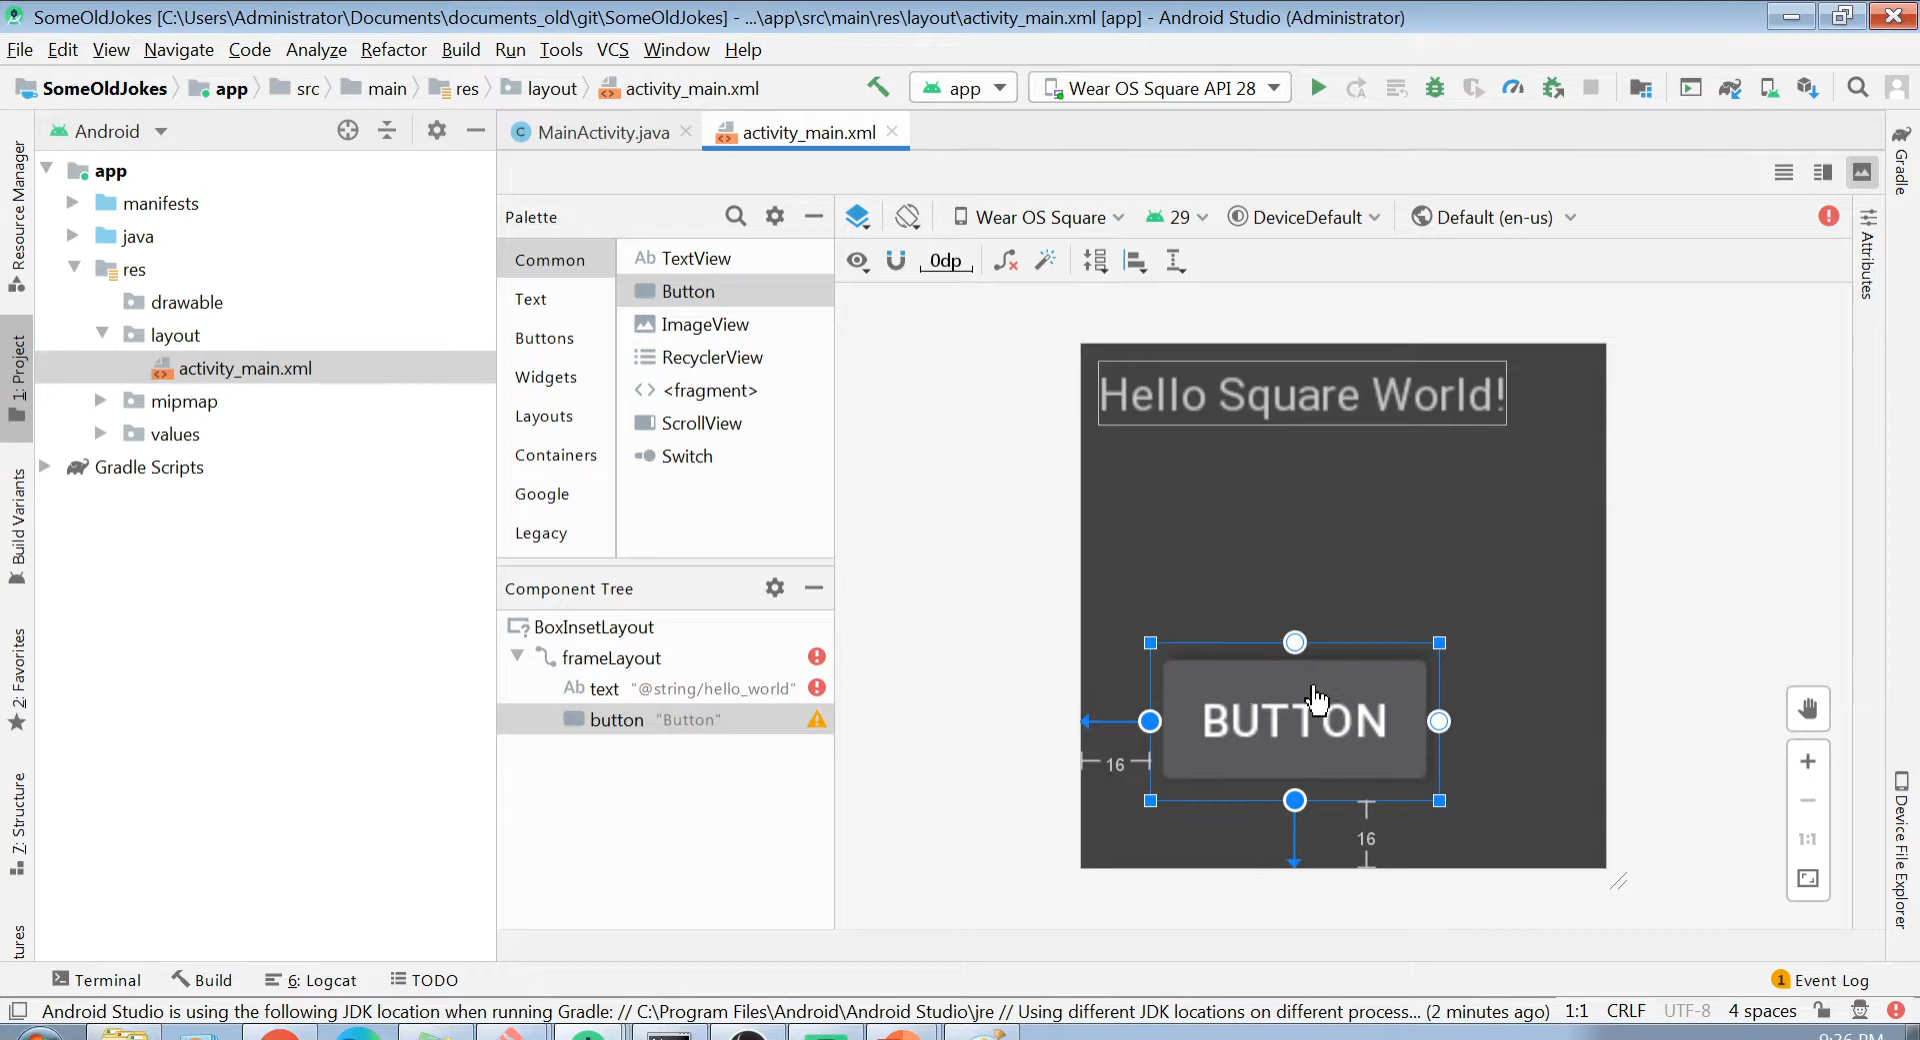 SomeOldJokes [C:\Users\Administrator\Documents\documents_old\git\SomeOldJokes] - ...\app\src\main\res\layout\activity_main.xml [app] - Android Studio (Administrator)
File Edit View Navigate Code Analyze Refactor Build Run Tools VCS Window Help
SomeOldJokes app src main res layout activity_main.xml app Wear OS Square API 28
Android
MainActivity.java activity_main.xml
app
manifests
java
res
drawable
layout
activity_main.xml
mipmap
values
Gradle Scripts
Resource Manager
1: Project
Build Variants
2: Favorites
7: Structure
tures
Palette
Common
Text
Buttons
Widgets
Layouts
Containers
Google
Legacy
Ab TextView
Button
ImageView
RecyclerView
<> <fragment>
ScrollView
Switch
Component Tree
BoxInsetLayout
frameLayout
Ab text "@string/hello_world"
button "Button"
Wear OS Square 29 DeviceDefault Default (en-us)
0dp
Hello Square World!
BUTTON
16
16
1:1
Gradle
Attributes
Device File Explorer
Terminal Build 6: Logcat TODO
1 Event Log
Android Studio is using the following JDK location when running Gradle: // C:\Program Files\Android\Android Studio\jre // Using different JDK locations on different process... (2 minutes ago) 1:1 CRLF UTF-8 4 spaces
9:36 PM